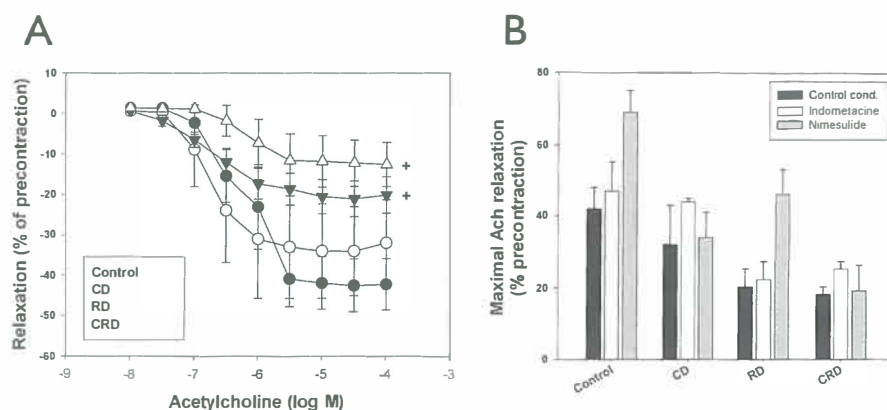 A
Relaxation (% of precontraction)
10
0
-10
-20
-30
-40
-50
-60
+
+
Control
CD
RD
CRD
-9
-8
-7
-6
-5
-4
-3
Acetylcholine (log M)
B
Maximal Ach relaxation
(% precontraction)
80
60
40
20
0
Control cond.
Indometacine
Nimesulide
Control
CD
RD
CRD